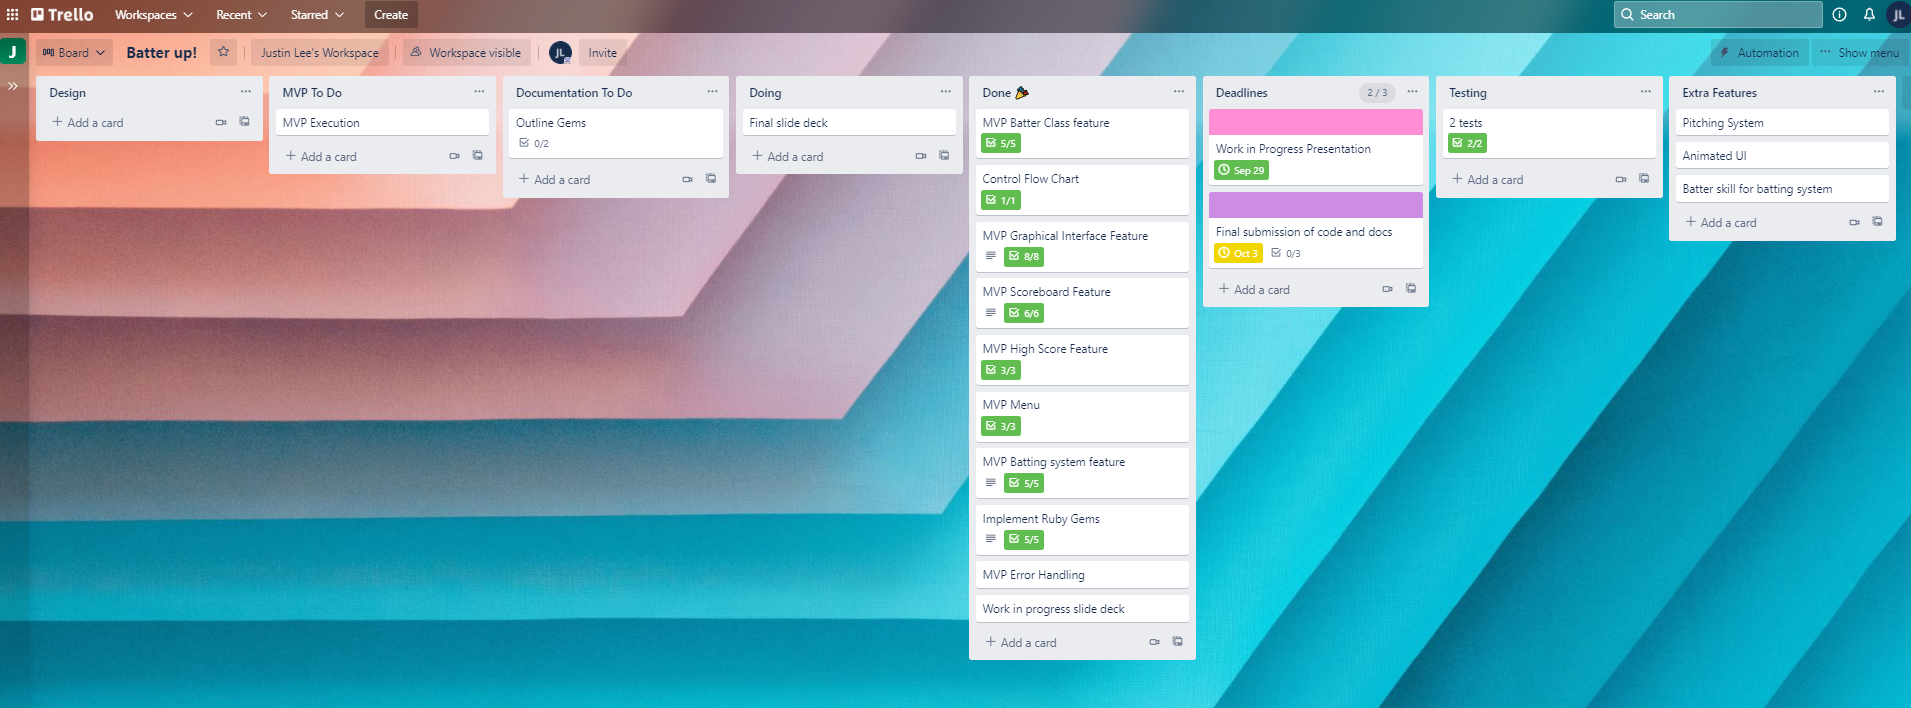 Trello Workspaces Recent Starred Create Search JL
J Board Batter up! Justin Lee's Workspace Workspace visible JL Invite Automation Show menu
Design
Add a card
MVP To Do
MVP Execution
Add a card
Documentation To Do
Outline Gems
0/2
Add a card
Doing
Final slide deck
Add a card
Done 🎉
MVP Batter Class feature
5/5
Control Flow Chart
1/1
MVP Graphical Interface Feature
8/8
MVP Scoreboard Feature
6/6
MVP High Score Feature
3/3
MVP Menu
3/3
MVP Batting system feature
5/5
Implement Ruby Gems
5/5
MVP Error Handling
Work in progress slide deck
Add a card
Deadlines 2 / 3
Work in Progress Presentation
Sep 29
Final submission of code and docs
Oct 3 0/3
Add a card
Testing
2 tests
2/2
Add a card
Extra Features
Pitching System
Animated UI
Batter skill for batting system
Add a card